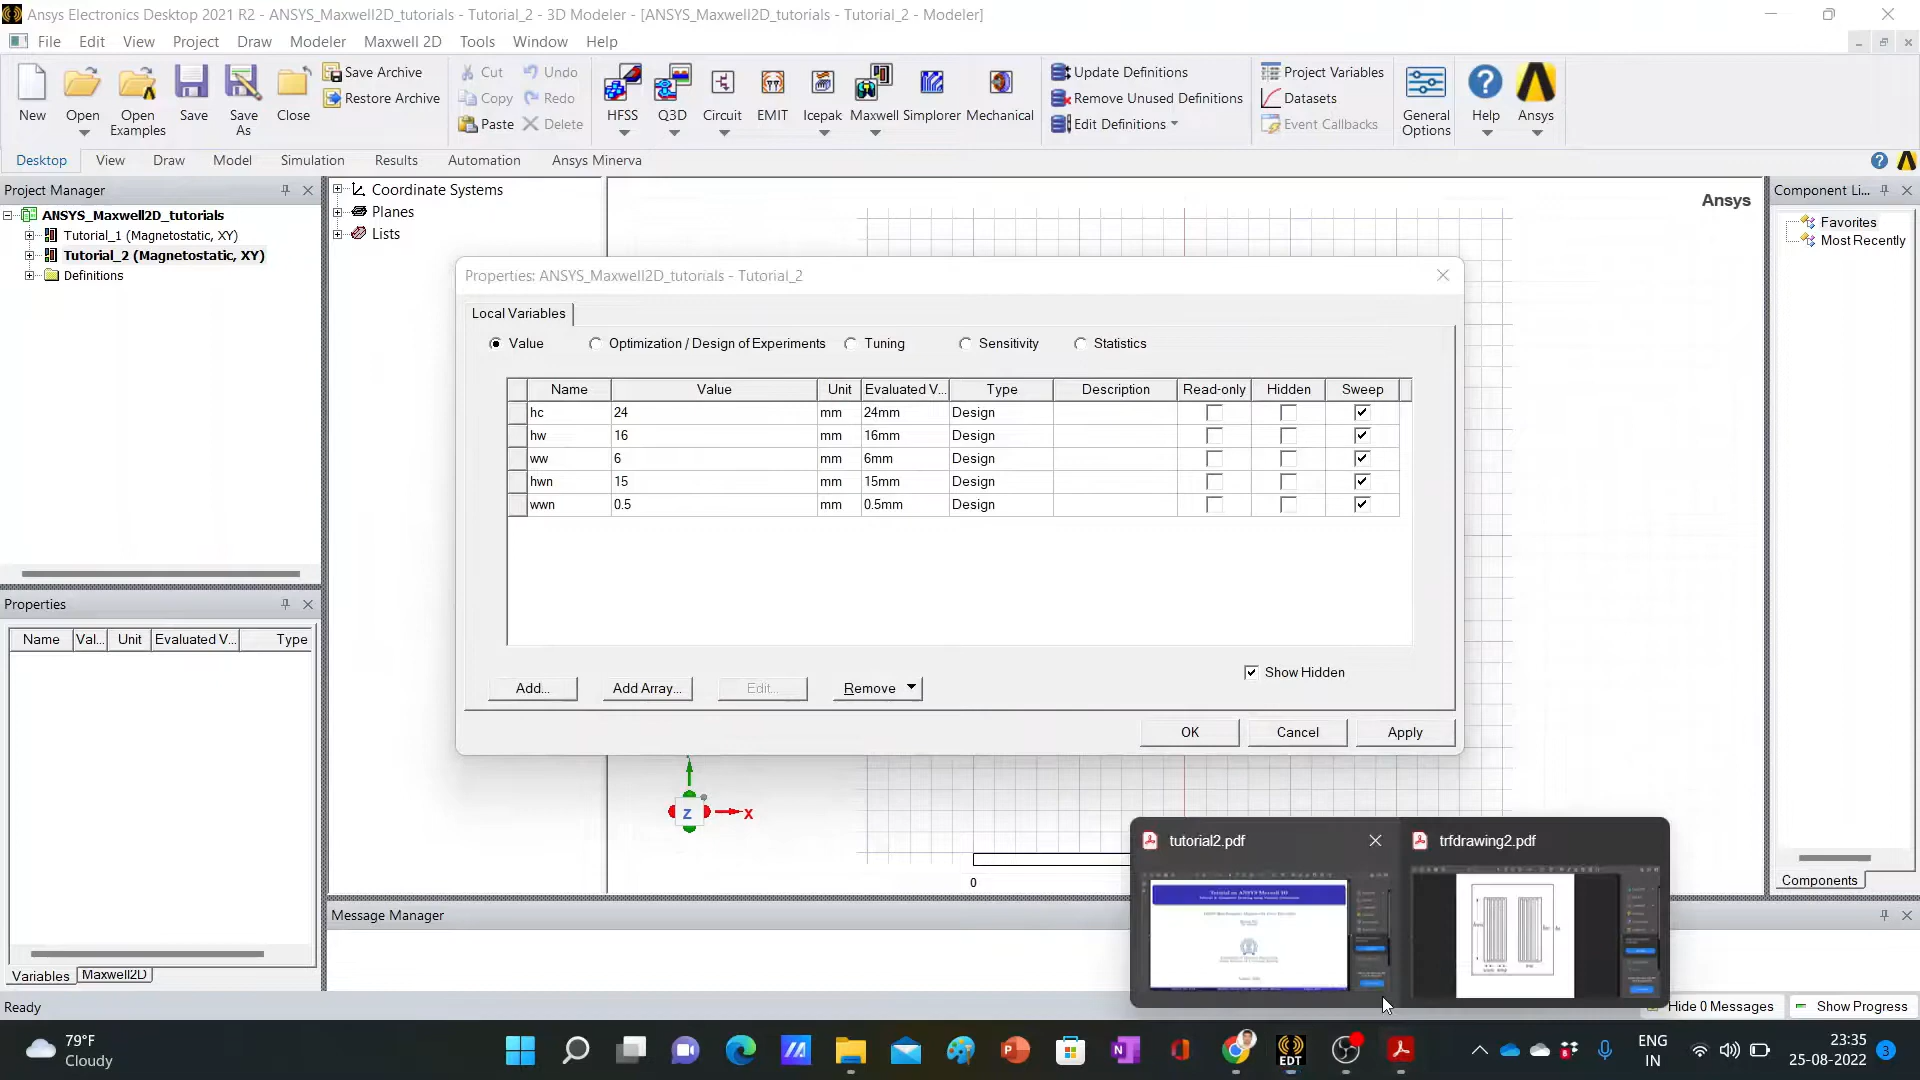 Ansys Electronics Desktop 2021 R2 - ANSYS_Maxwell2D_tutorials - Tutorial_2 - 3D Modeler - [ANSYS_Maxwell2D_tutorials - Tutorial_2 - Modeler]
File Edit View Project Draw Modeler Maxwell 2D Tools Window Help
New Open Open Examples Save Save As Close
Save Archive
Restore Archive
Cut Undo
Copy Redo
Paste Delete
HFSS Q3D Circuit EMIT Icepak Maxwell Simplorer Mechanical
Update Definitions
Remove Unused Definitions
Edit Definitions
Project Variables
Datasets
Event Callbacks
General Options Help Ansys
Desktop View Draw Model Simulation Results Automation Ansys Minerva
Project Manager
ANSYS_Maxwell2D_tutorials
Tutorial_1 (Magnetostatic, XY)
Tutorial_2 (Magnetostatic, XY)
Definitions
Coordinate Systems
Planes
Lists
Ansys
Component Li...
Favorites
Most Recently
Components
Properties: ANSYS_Maxwell2D_tutorials - Tutorial_2
Local Variables
Value Optimization / Design of Experiments Tuning Sensitivity Statistics
Name Value Unit Evaluated V... Type Description Read-only Hidden Sweep
hc 24 mm 24mm Design
hw 16 mm 16mm Design
ww 6 mm 6mm Design
hwn 15 mm 15mm Design
wwn 0.5 mm 0.5mm Design
Show Hidden
Add... Add Array... Edit... Remove
OK Cancel Apply
Properties
Name Val... Unit Evaluated V... Type
Variables Maxwell2D
Z X
0
Message Manager
tutorial2.pdf
trfdrawing2.pdf
Ready
Hide 0 Messages Show Progress
79°F
Cloudy
EDT
ENG
IN
23:35
25-08-2022
3